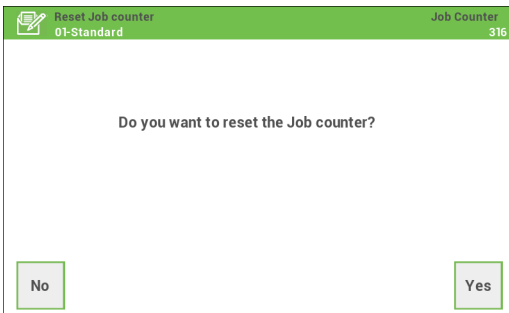 Reset Job counter
Job Counter
01-Standard
316
Do you want to reset the Job counter?
No
Yes